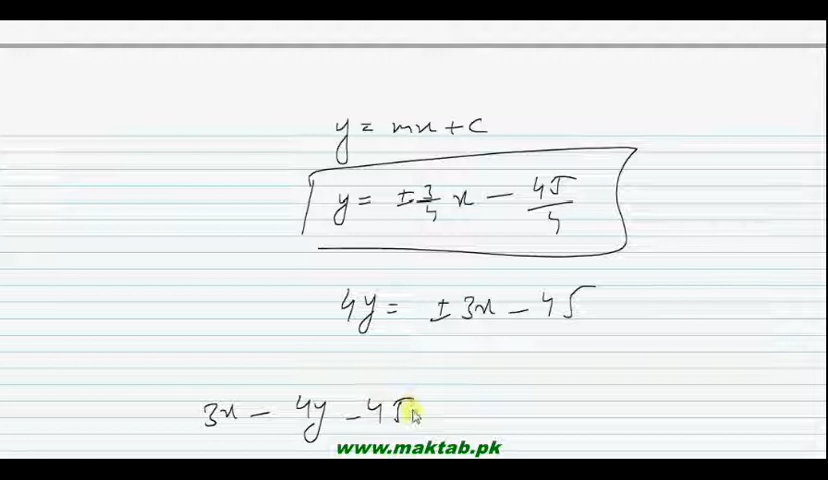 y = mx + c
y = ± 3/4 x − 45/4
4y = ± 3x − 45
3x − 4y − 45
www.maktab.pk